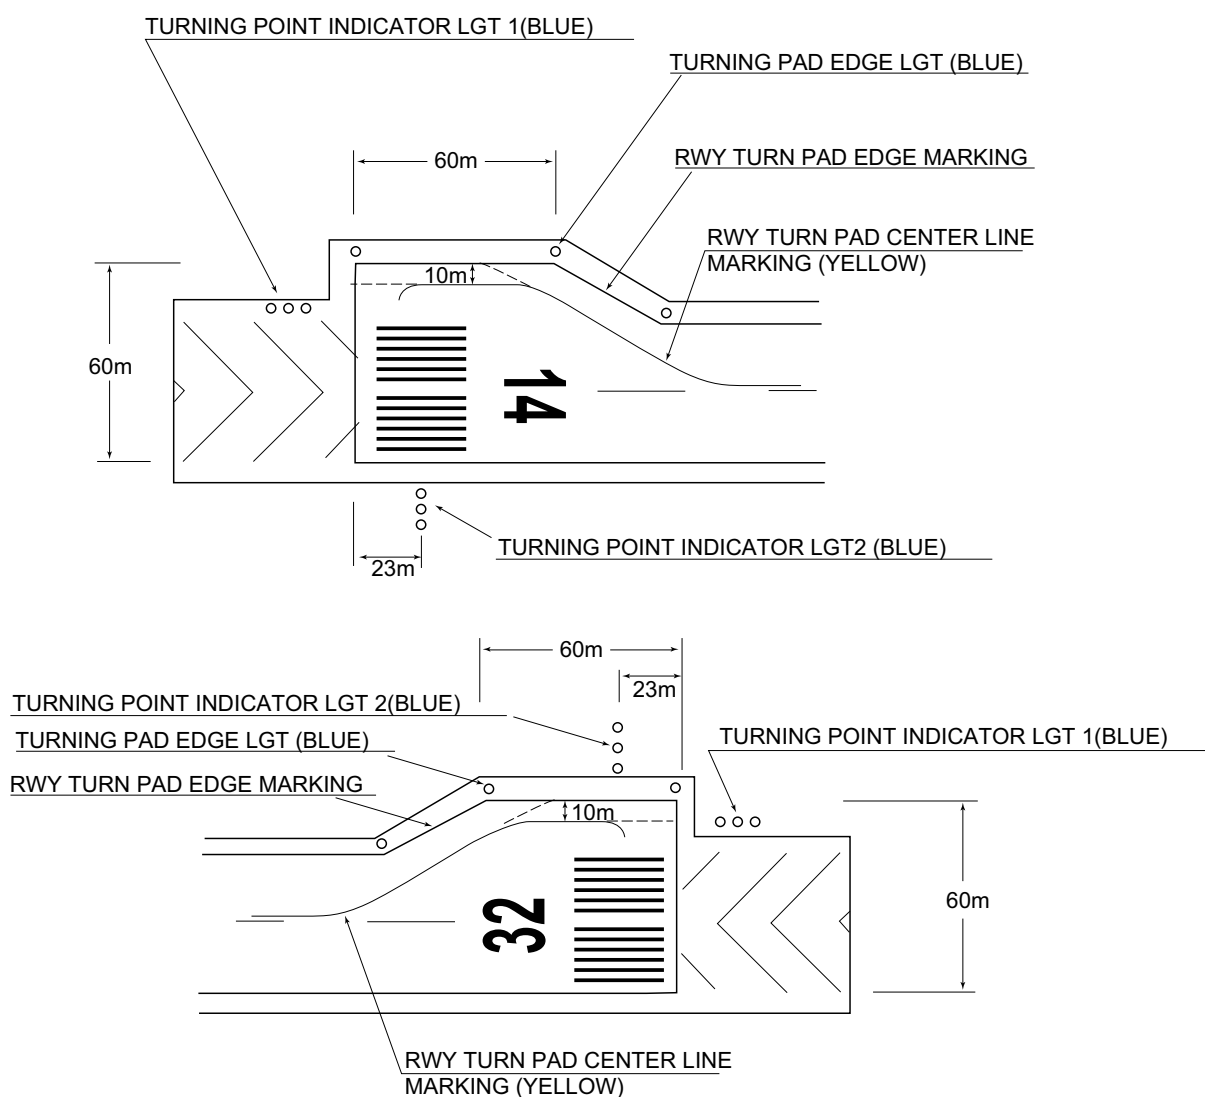 TURNING POINT INDICATOR LGT 1(BLUE)
TURNING PAD EDGE LGT (BLUE)
60m
RWY TURN PAD EDGE MARKING
RWY TURN PAD CENTER LINE
MARKING (YELLOW)
10m
60m
14
TURNING POINT INDICATOR LGT2 (BLUE)
23m
60m
23m
TURNING POINT INDICATOR LGT 2(BLUE)
TURNING POINT INDICATOR LGT 1(BLUE)
TURNING PAD EDGE LGT (BLUE)
RWY TURN PAD EDGE MARKING
10m
60m
32
RWY TURN PAD CENTER LINE
MARKING (YELLOW)